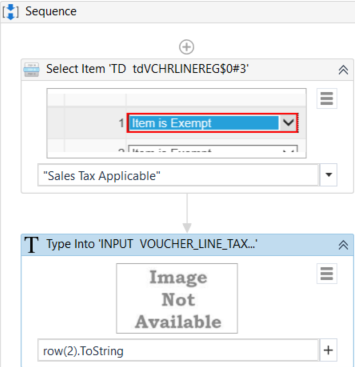 Sequence
Select Item 'TD tdVCHRLINEREG$0#3'
1 Item is Exempt
"Sales Tax Applicable"
T Type Into 'INPUT VOUCHER_LINE_TAX...'
Image
Not
Available
row(2).ToString